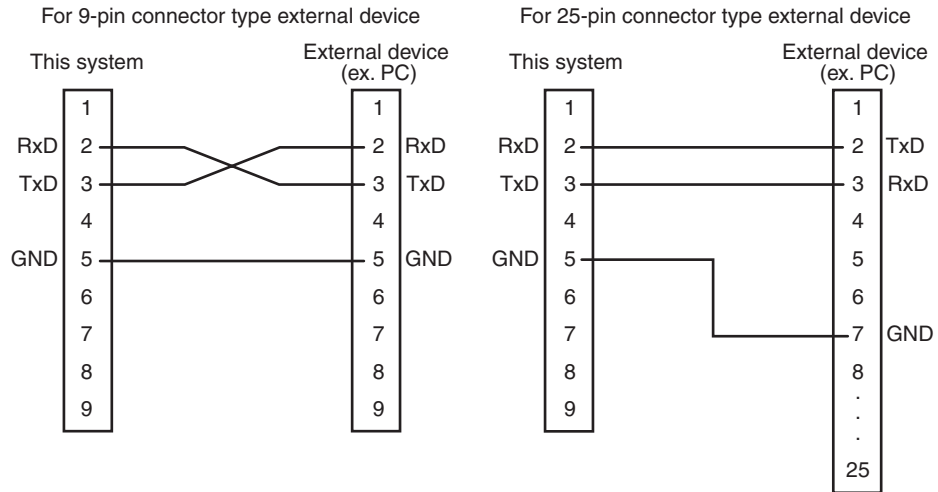 For 9-pin connector type external device
This system
External device
(ex. PC)
1 1
RxD 2 2 RxD
TxD 3 3 TxD
4 4
GND 5 5 GND
6 6
7 7
8 8
9 9
For 25-pin connector type external device
This system
External device
(ex. PC)
1 1
RxD 2 2 TxD
TxD 3 3 RxD
4 4
GND 5 5
6 6
7 7 GND
8 8
9 .
.
.
25